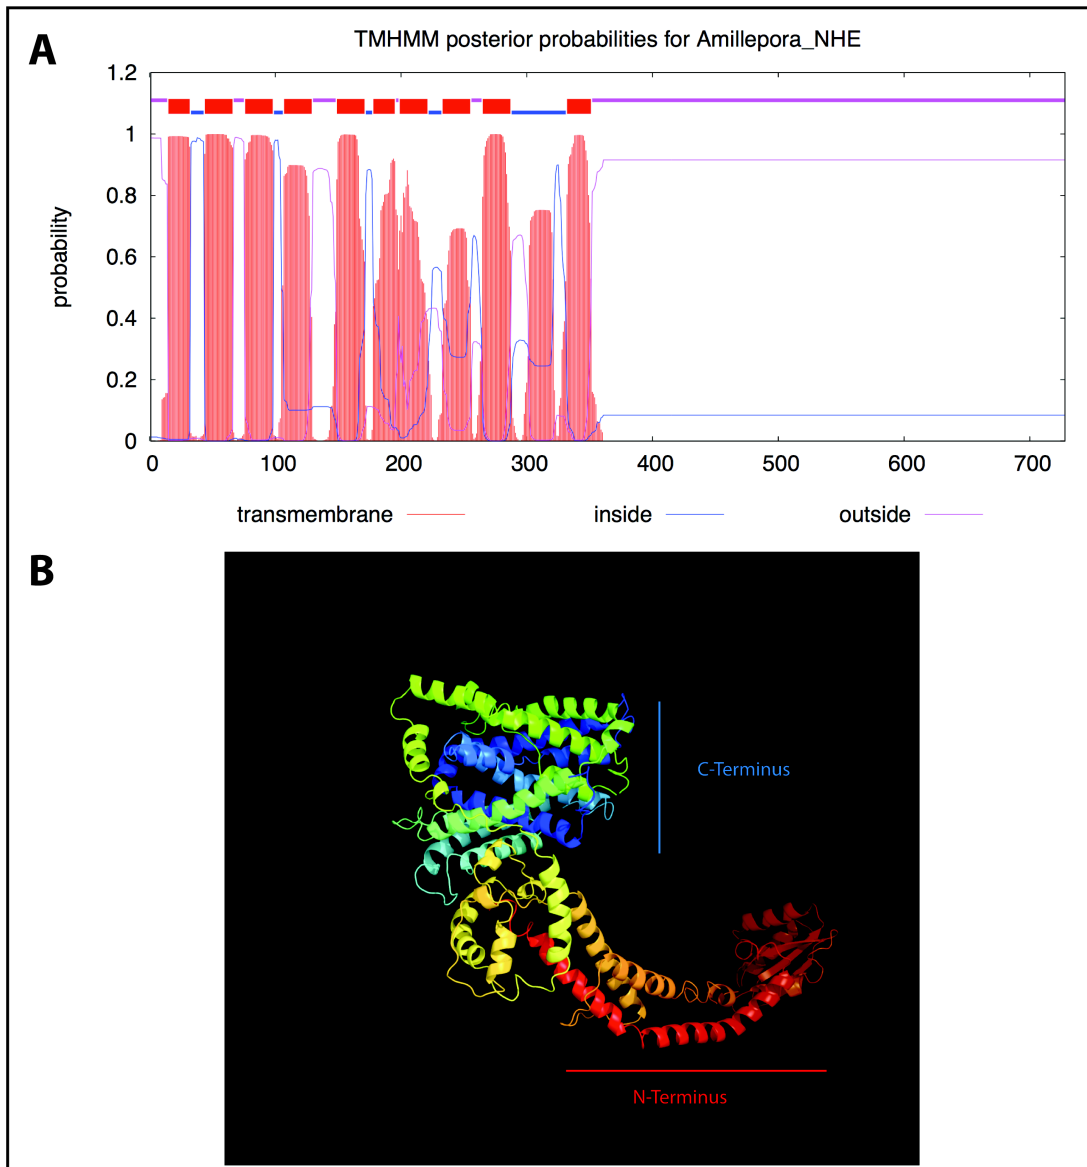 A
TMHMM posterior probabilities for Amillepora_NHE
1.2
1
0.8
0.6
0.4
0.2
0
probability
0 100 200 300 400 500 600 700
transmembrane inside outside
B
C-Terminus
N-Terminus